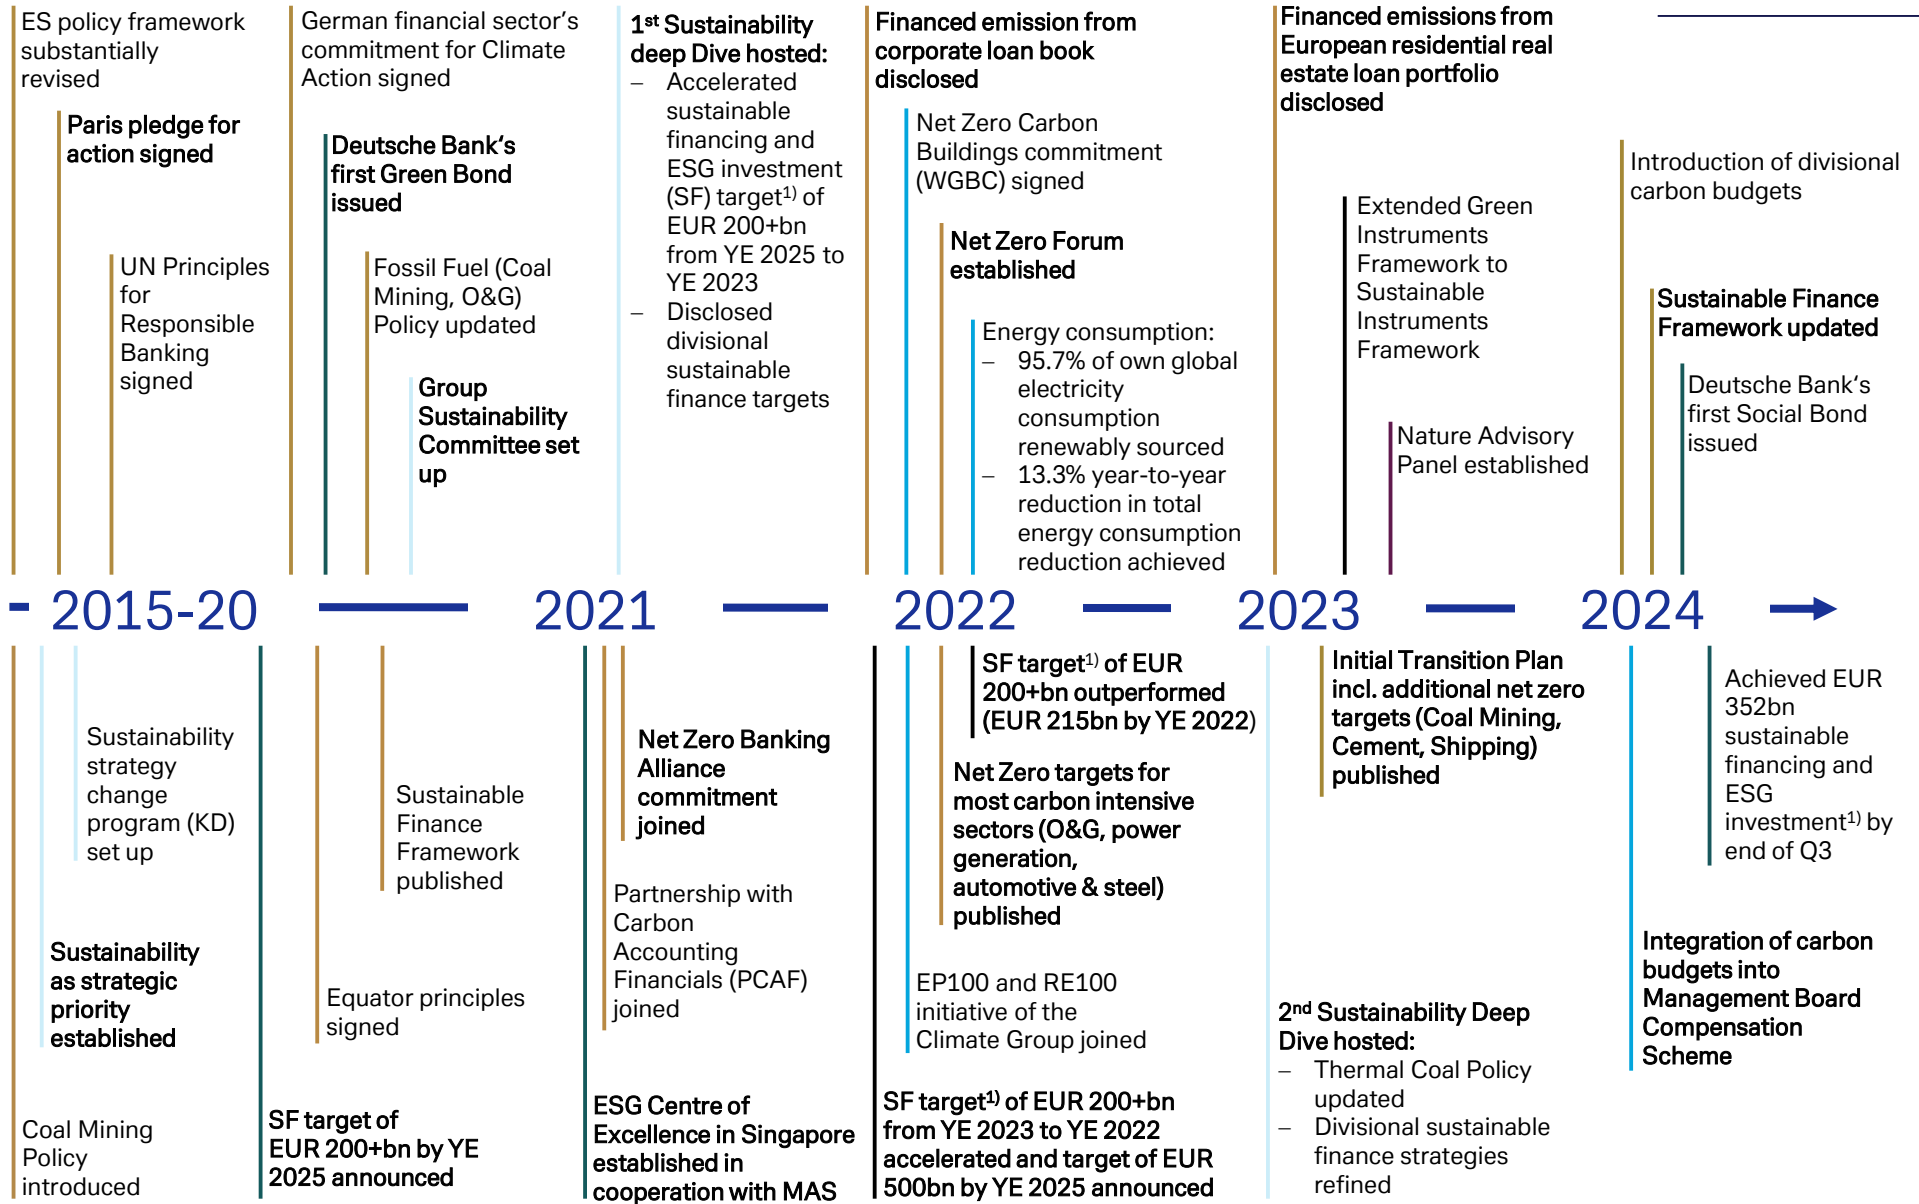 ES policy framework
substantially
revised
Paris pledge for
action signed
UN Principles
for
Responsible
Banking
signed
German financial sector’s
commitment for Climate
Action signed
Deutsche Bank‘s
first Green Bond
issued
Fossil Fuel (Coal
Mining, O&G)
Policy updated
Group
Sustainability
Committee set
up
1st Sustainability
deep Dive hosted:
– Accelerated
sustainable
financing and
ESG investment
(SF) target1) of
EUR 200+bn
from YE 2025 to
YE 2023
– Disclosed
divisional
sustainable
finance targets
Financed emission from
corporate loan book
disclosed
Net Zero Carbon
Buildings commitment
(WGBC) signed
Net Zero Forum
established
Energy consumption:
– 95.7% of own global
electricity
consumption
renewably sourced
– 13.3% year-to-year
reduction in total
energy consumption
reduction achieved
Financed emissions from
European residential real
estate loan portfolio
disclosed
Extended Green
Instruments
Framework to
Sustainable
Instruments
Framework
Nature Advisory
Panel established
Introduction of divisional
carbon budgets
Sustainable Finance
Framework updated
Deutsche Bank‘s
first Social Bond
issued
2015-20
2021
2022
2023
2024
Sustainability
strategy
change
program (KD)
set up
Sustainability
as strategic
priority
established
Coal Mining
Policy
introduced
Sustainable
Finance
Framework
published
Equator principles
signed
SF target of
EUR 200+bn by YE
2025 announced
Net Zero Banking
Alliance
commitment
joined
Partnership with
Carbon
Accounting
Financials (PCAF)
joined
ESG Centre of
Excellence in Singapore
established in
cooperation with MAS
SF target1) of EUR
200+bn outperformed
(EUR 215bn by YE 2022)
Net Zero targets for
most carbon intensive
sectors (O&G, power
generation,
automotive & steel)
published
EP100 and RE100
initiative of the
Climate Group joined
SF target1) of EUR 200+bn
from YE 2023 to YE 2022
accelerated and target of EUR
500bn by YE 2025 announced
Initial Transition Plan
incl. additional net zero
targets (Coal Mining,
Cement, Shipping)
published
2nd Sustainability Deep
Dive hosted:
– Thermal Coal Policy
updated
– Divisional sustainable
finance strategies
refined
Achieved EUR
352bn
sustainable
financing and
ESG
investment1) by
end of Q3
Integration of carbon
budgets into
Management Board
Compensation
Scheme